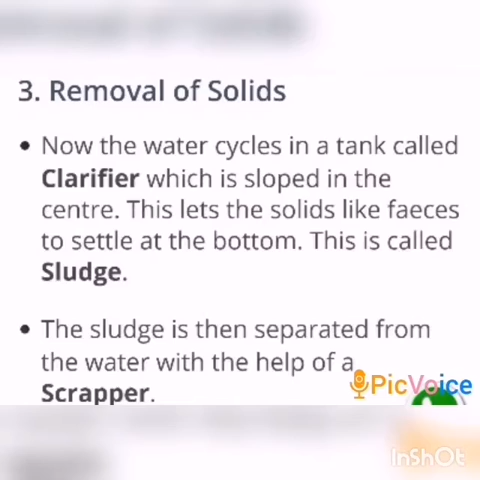 3. Removal of Solids
• Now the water cycles in a tank called
Clarifier which is sloped in the
centre. This lets the solids like faeces
to settle at the bottom. This is called
Sludge.
• The sludge is then separated from
the water with the help of a
Scrapper.
PicVoice
InShOt